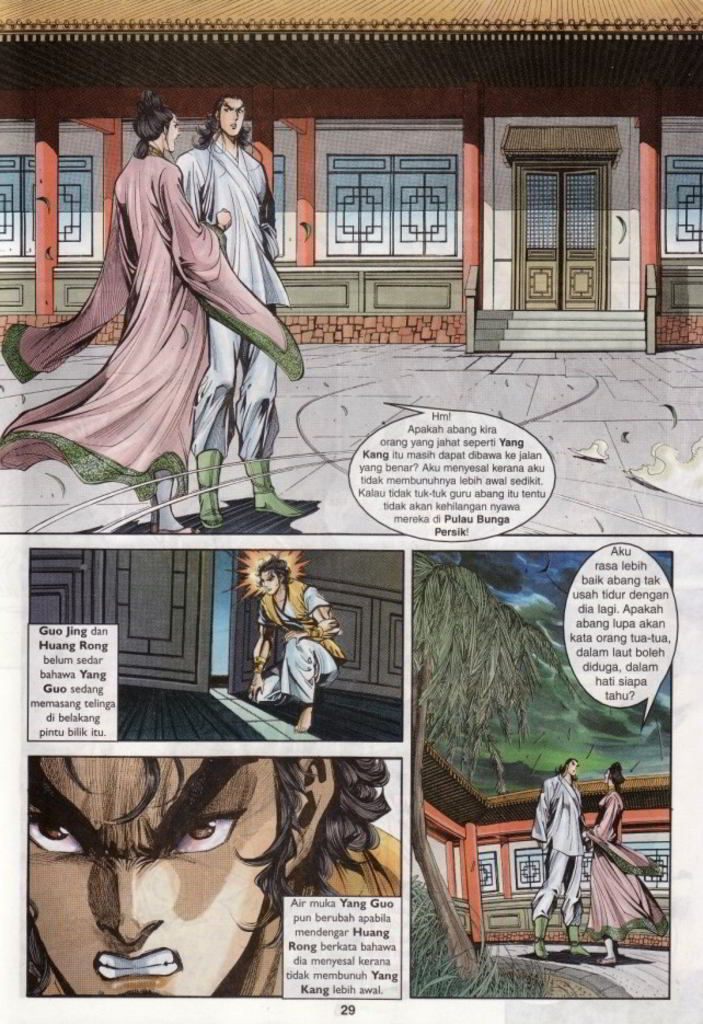 Hm!
Apakah abang kira
orang yang jahat seperti Yang
Kang itu masih dapat dibawa ke jalan
yang benar? Aku menyesal kerana aku
tidak membunuhnya lebih awal sedikit.
Kalau tidak tuk-tuk guru abang itu tentu
tidak akan kehilangan nyawa
mereka di Pulau Bunga
Persik!
Guo Jing dan
Huang Rong
belum sedar
bahawa Yang
Guo sedang
memasang telinga
di belakang
pintu bilik itu.
Aku
rasa lebih
baik abang tak
usah tidur dengan
dia lagi. Apakah
abang lupa akan
kata orang tua-tua,
dalam laut boleh
diduga, dalam
hati siapa
tahu?
Air muka Yang Guo
pun berubah apabila
mendengar Huang
Rong berkata bahawa
dia menyesal kerana
tidak membunuh Yang
Kang lebih awal.
29